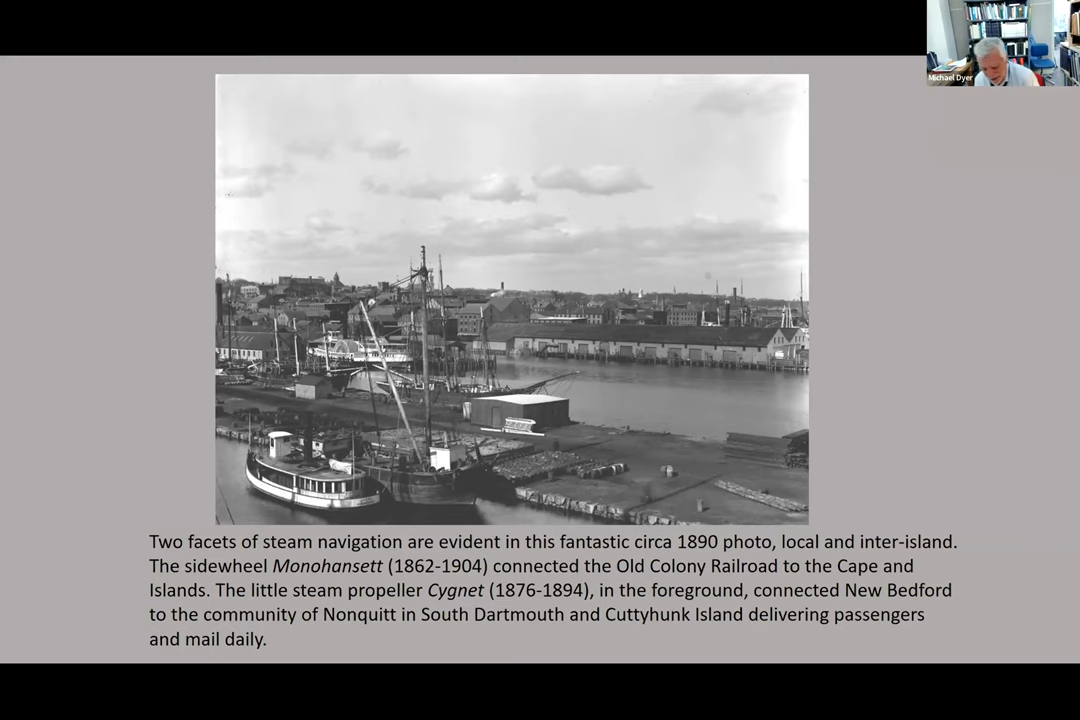 Michael Dyer
Two facets of steam navigation are evident in this fantastic circa 1890 photo, local and inter-island.
The sidewheel Monohansett (1862-1904) connected the Old Colony Railroad to the Cape and
Islands. The little steam propeller Cygnet (1876-1894), in the foreground, connected New Bedford
to the community of Nonquitt in South Dartmouth and Cuttyhunk Island delivering passengers
and mail daily.